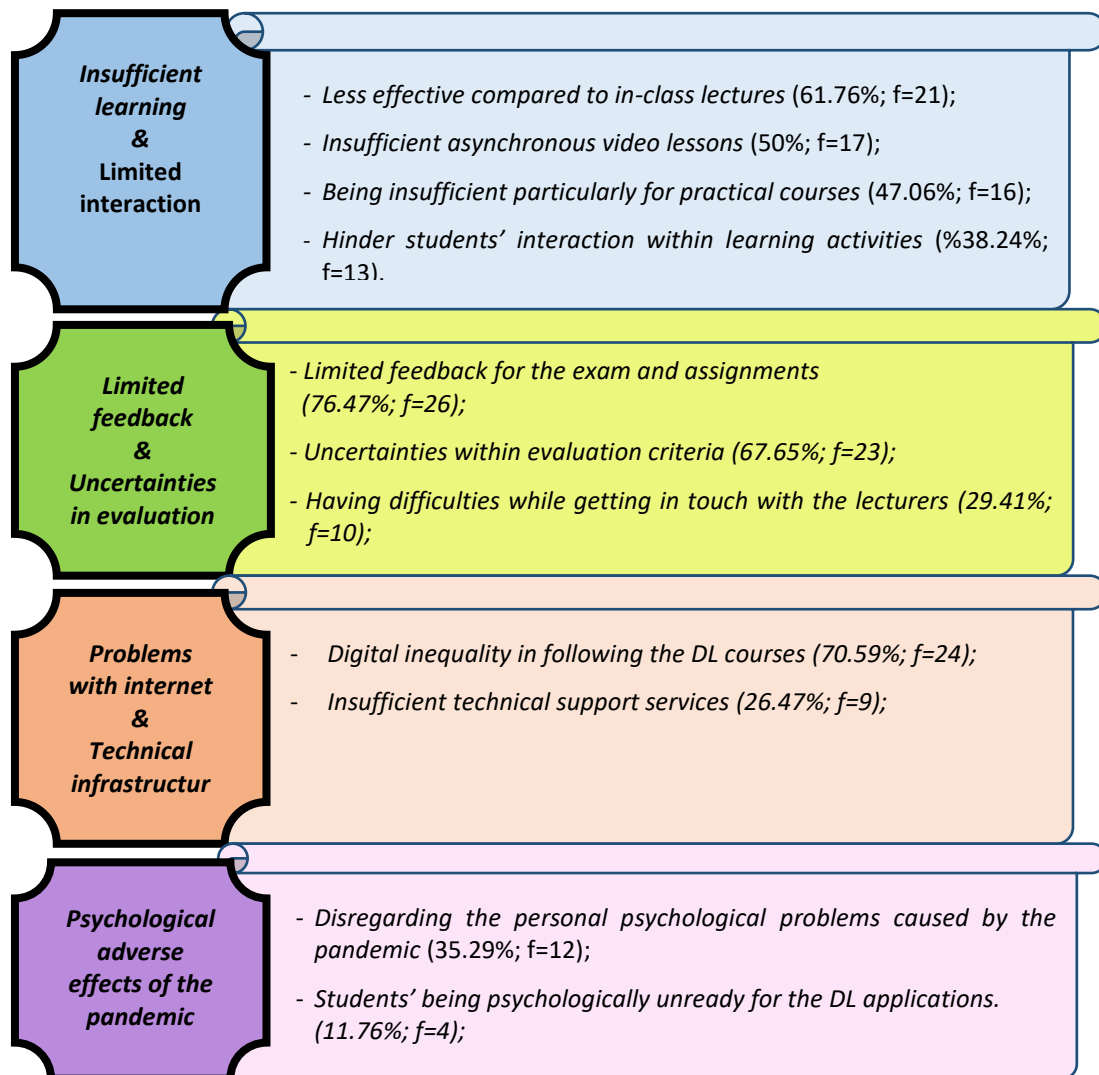 Insufficient
learning
&
Limited
interaction
- Less effective compared to in-class lectures (61.76%; f=21);
- Insufficient asynchronous video lessons (50%; f=17);
- Being insufficient particularly for practical courses (47.06%; f=16);
- Hinder students’ interaction within learning activities (%38.24%;
f=13).
Limited
feedback
&
Uncertainties
in evaluation
- Limited feedback for the exam and assignments
(76.47%; f=26);
- Uncertainties within evaluation criteria (67.65%; f=23);
- Having difficulties while getting in touch with the lecturers (29.41%;
f=10);
Problems
with internet
&
Technical
infrastructur
- Digital inequality in following the DL courses (70.59%; f=24);
- Insufficient technical support services (26.47%; f=9);
Psychological
adverse
effects of the
pandemic
- Disregarding the personal psychological problems caused by the
pandemic (35.29%; f=12);
- Students’ being psychologically unready for the DL applications.
(11.76%; f=4);